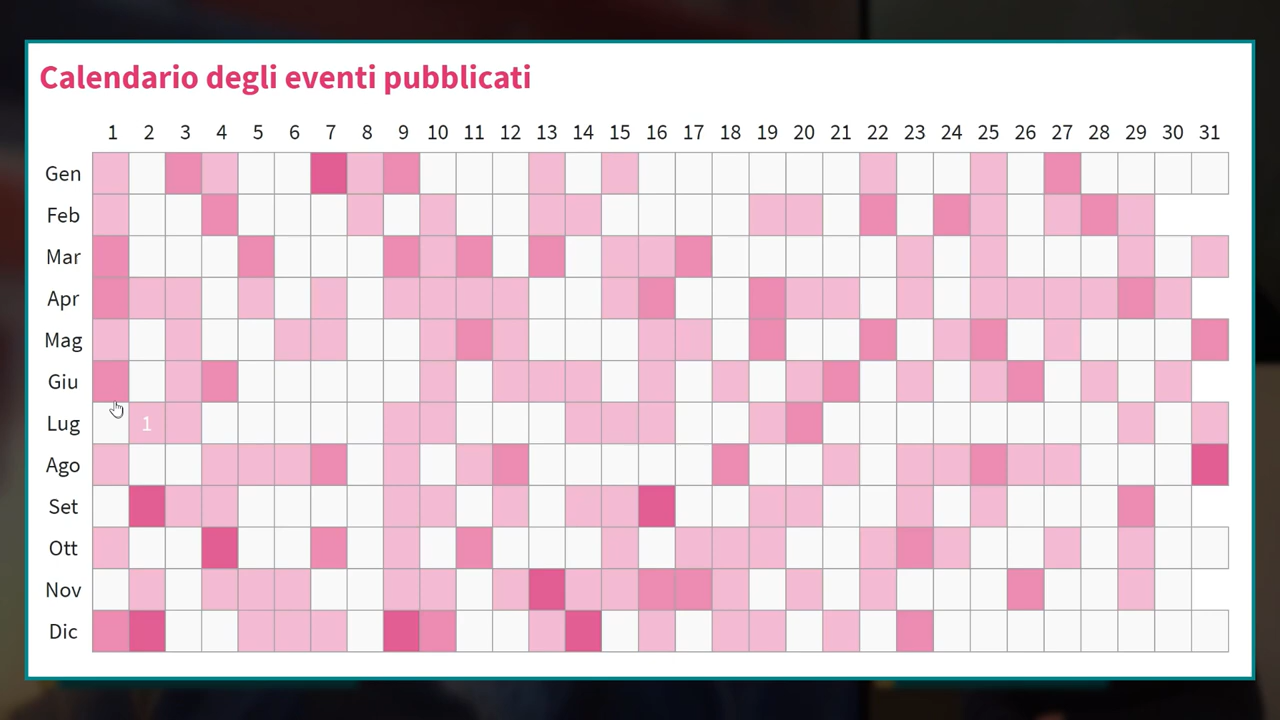 Calendario degli eventi pubblicati
1 2 3 4 5 6 7 8 9 10 11 12 13 14 15 16 17 18 19 20 21 22 23 24 25 26 27 28 29 30 31
Gen
Feb
Mar
Apr
Mag
Giu
Lug 1
Ago
Set
Ott
Nov
Dic